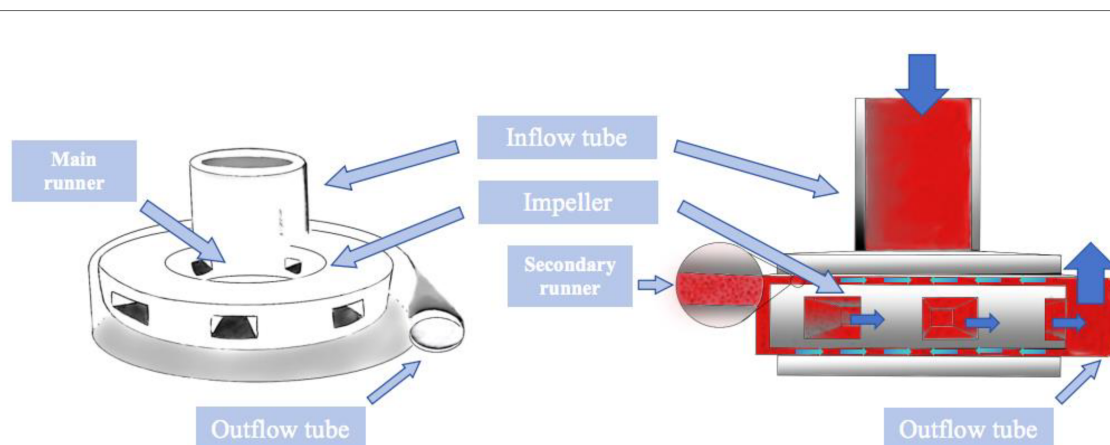 Main
runner
Inflow tube
Impeller
Secondary
runner
Outflow tube
Outflow tube